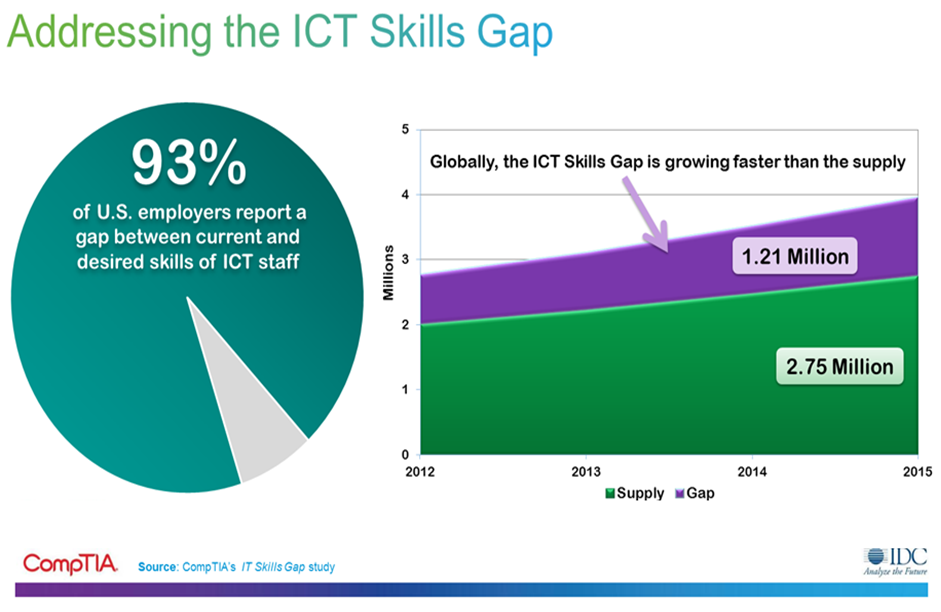 Addressing the ICT Skills Gap
93%
of U.S. employers report a
gap between current and
desired skills of ICT staff
Globally, the ICT Skills Gap is growing faster than the supply
Millions
5
4
3
2
1
0
1.21 Million
2.75 Million
2012 2013 2014 2015
Supply Gap
CompTIA.
Source: CompTIA's IT Skills Gap study
IDC
Analyze the Future